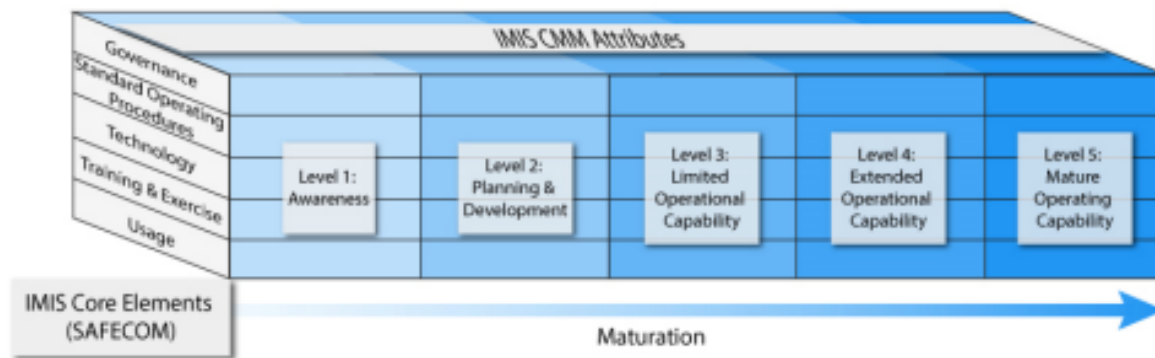 IMIS CMM Attributes
Governance
Standard Operating
Procedures
Technology
Training & Exercise
Usage
Level 1:
Awareness
Level 2:
Planning &
Development
Level 3:
Limited
Operational
Capability
Level 4:
Extended
Operational
Capability
Level 5:
Mature
Operating
Capability
IMIS Core Elements
(SAFECOM)
Maturation